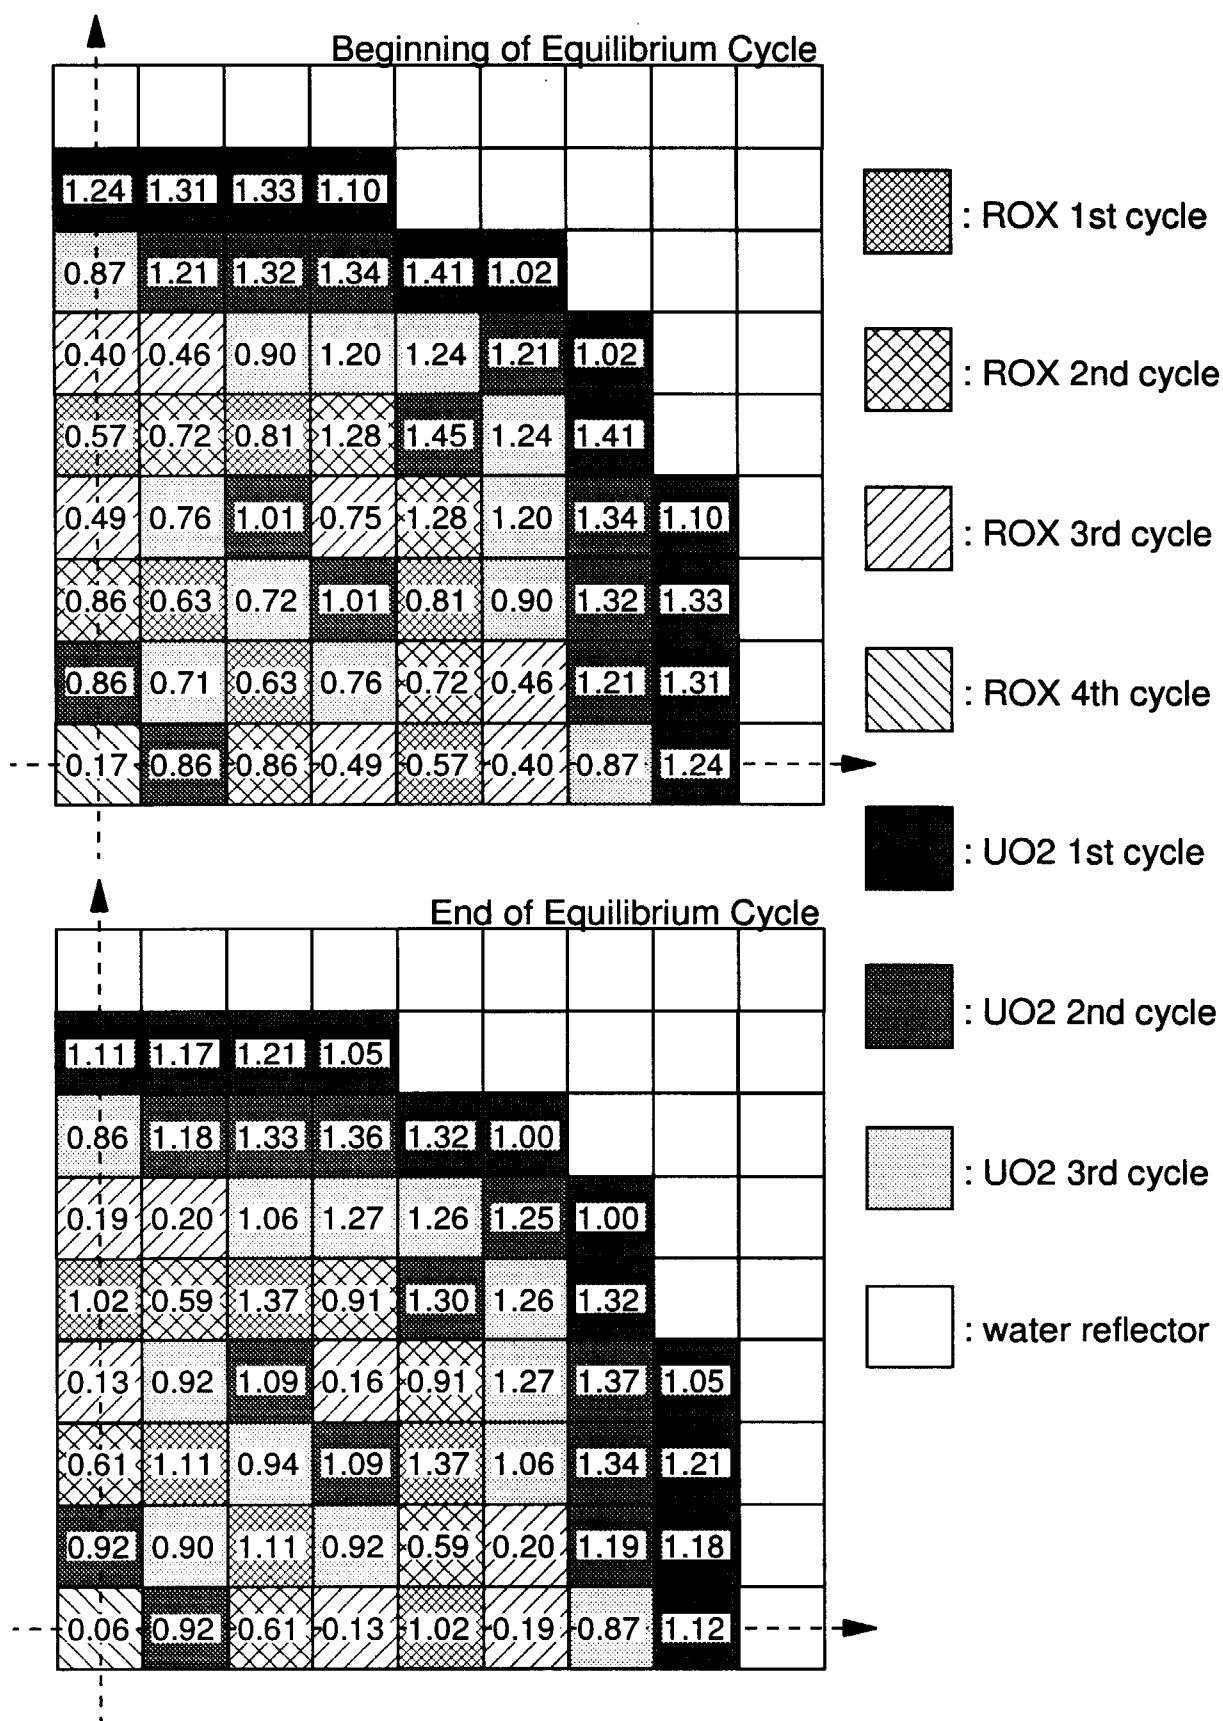 Beginning of Equilibrium Cycle
1.24 1.31 1.33 1.10
0.87 1.21 1.32 1.34 1.41 1.02
0.40 0.46 0.90 1.20 1.24 1.21 1.02
0.57 0.72 0.81 1.28 1.45 1.24 1.41
0.49 0.76 1.01 0.75 1.28 1.20 1.34 1.10
0.86 0.63 0.72 1.01 0.81 0.90 1.32 1.33
0.86 0.71 0.63 0.76 0.72 0.46 1.21 1.31
0.17 0.86 0.86 0.49 0.57 0.40 0.87 1.24
End of Equilibrium Cycle
1.11 1.17 1.21 1.05
0.86 1.18 1.33 1.36 1.32 1.00
0.19 0.20 1.06 1.27 1.26 1.25 1.00
1.02 0.59 1.37 0.91 1.30 1.26 1.32
0.13 0.92 1.09 0.16 0.91 1.27 1.37 1.05
0.61 1.11 0.94 1.09 1.37 1.06 1.34 1.21
0.92 0.90 1.11 0.92 0.59 0.20 1.19 1.18
0.06 0.92 0.61 0.13 1.02 0.19 0.87 1.12
: ROX 1st cycle
: ROX 2nd cycle
: ROX 3rd cycle
: ROX 4th cycle
: UO2 1st cycle
: UO2 2nd cycle
: UO2 3rd cycle
: water reflector